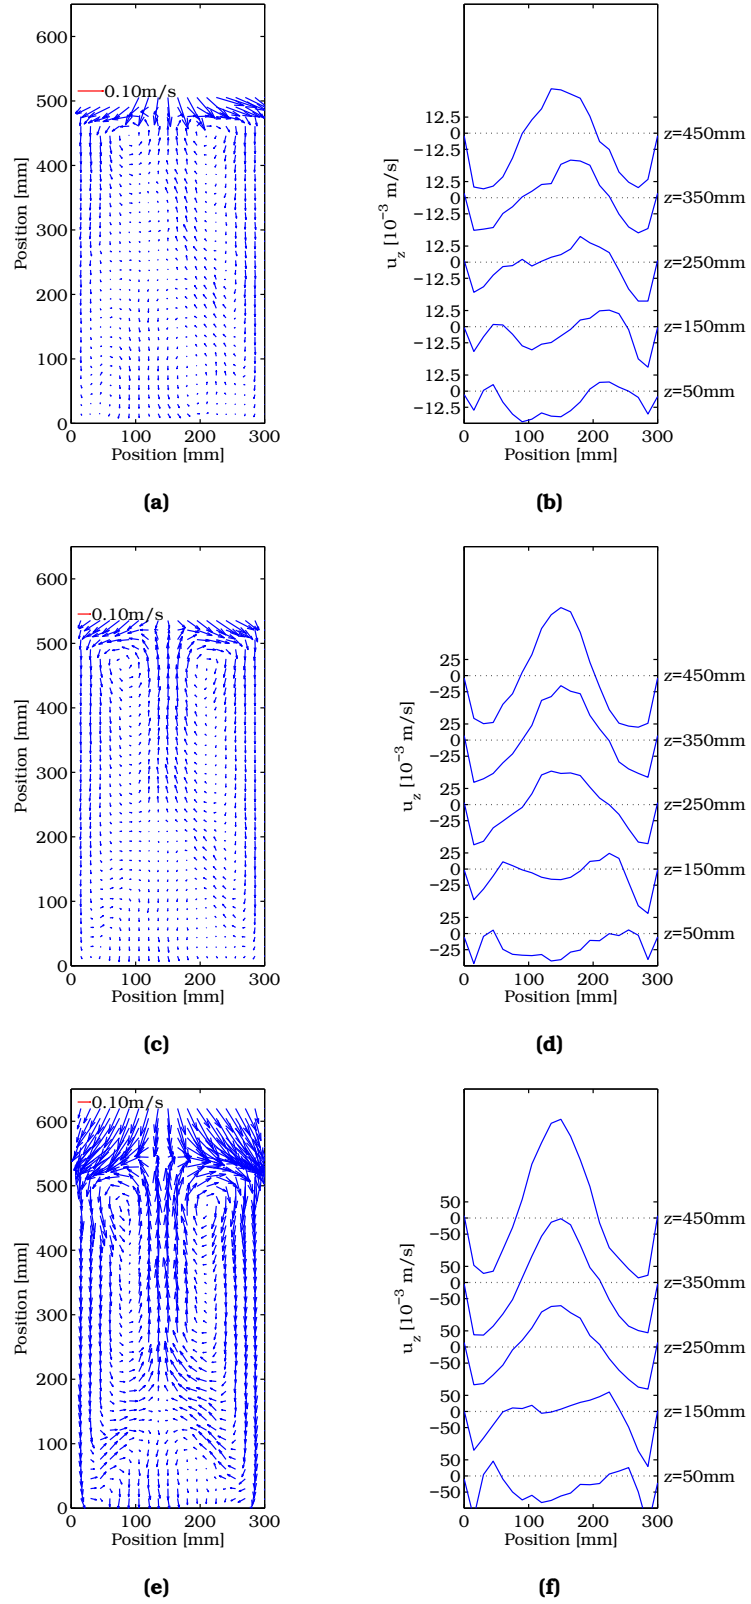 600
500
400
300
200
100
0
0 100 200 300
0.10m/s
Position [mm]
Position [mm]
(a)
12.5
0
−12.5
12.5
0
−12.5
12.5
0
−12.5
12.5
0
−12.5
12.5
0
−12.5
0 100 200 300
u_z [10⁻³ m/s]
z=450mm
z=350mm
z=250mm
z=150mm
z=50mm
Position [mm]
(b)
600
500
400
300
200
100
0
0 100 200 300
0.10m/s
Position [mm]
Position [mm]
(c)
25
0
−25
25
0
−25
25
0
−25
25
0
−25
0 100 200 300
u_z [10⁻³ m/s]
z=450mm
z=350mm
z=250mm
z=150mm
z=50mm
Position [mm]
(d)
600
500
400
300
200
100
0
0 100 200 300
0.10m/s
Position [mm]
Position [mm]
(e)
50
0
−50
50
0
−50
50
0
−50
50
0
−50
0 100 200 300
u_z [10⁻³ m/s]
z=450mm
z=350mm
z=250mm
z=150mm
z=50mm
Position [mm]
(f)